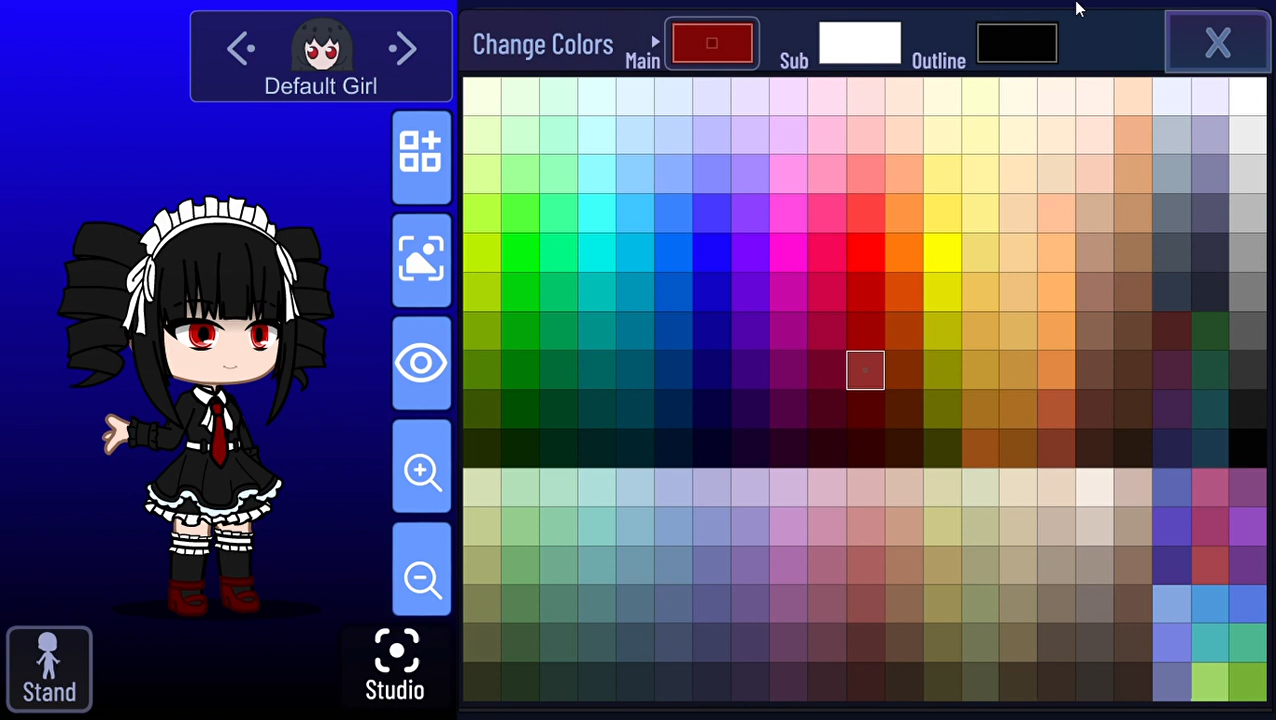 Default Girl
Change Colors
Main
Sub
Outline
X
Stand
Studio